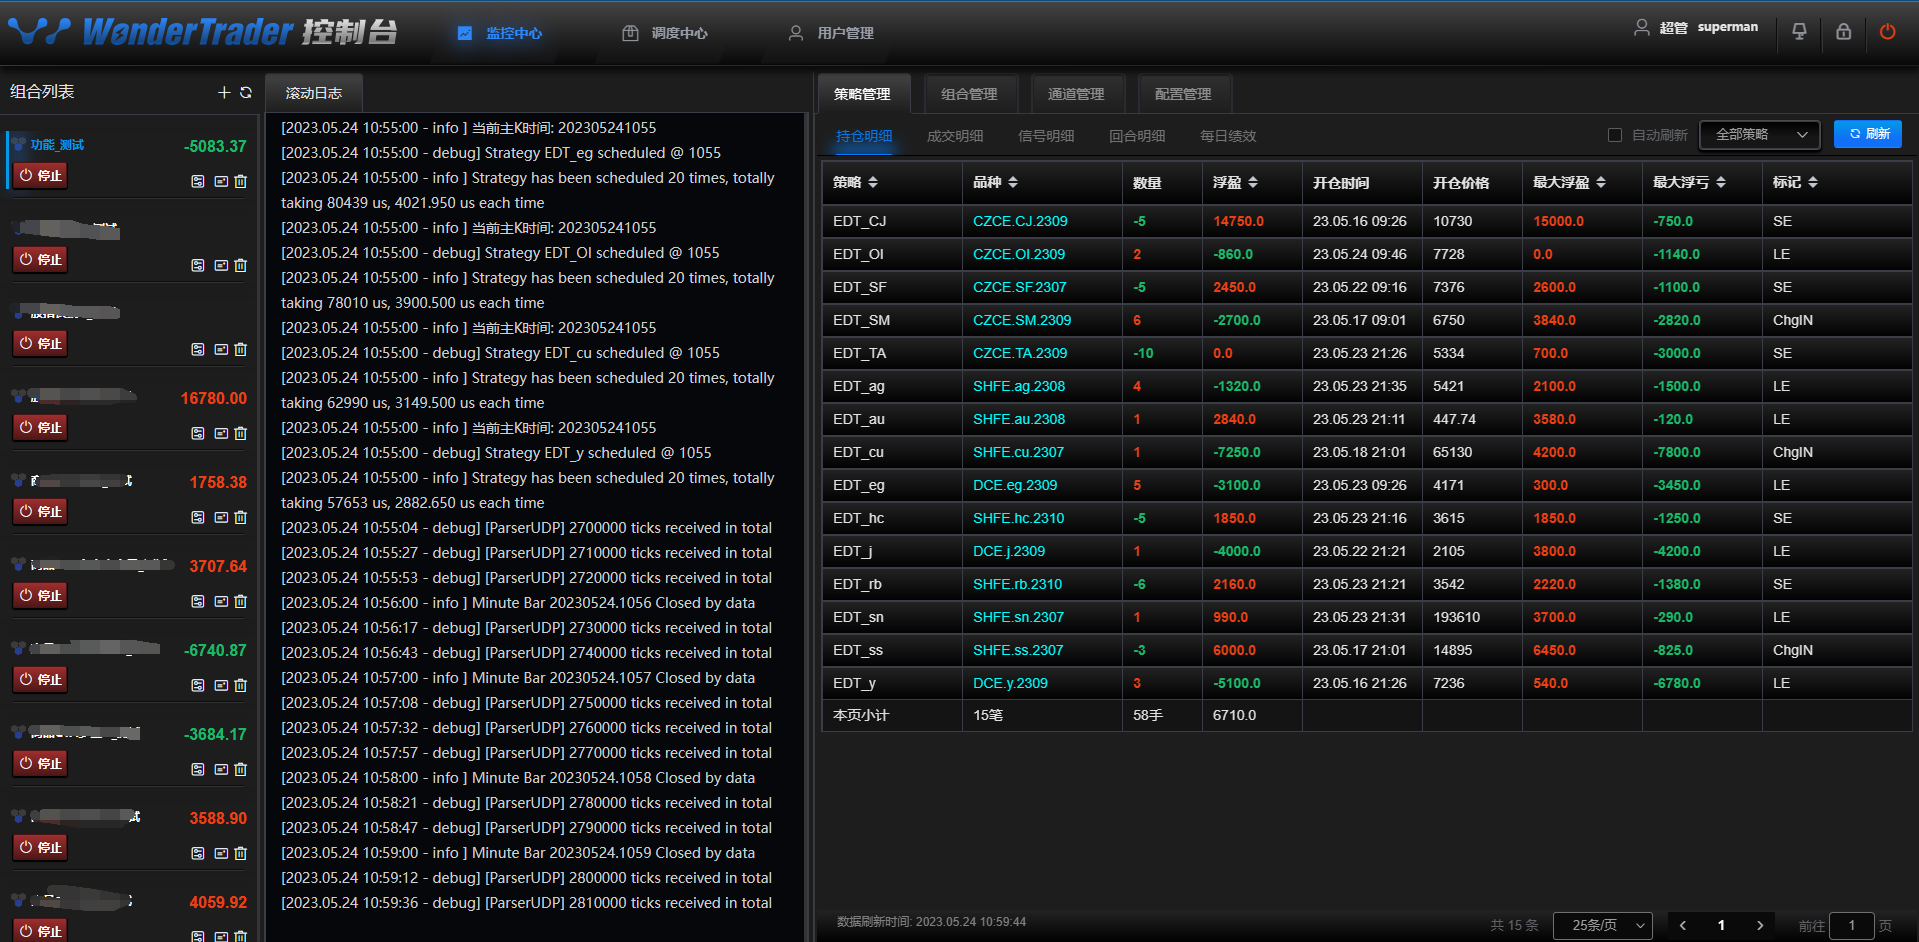 WonderTrader 控制台
监控中心
调度中心
用户管理
超管 superman
组合列表
功能_测试 -5083.37
停止
停止
停止
16780.00
停止
1758.38
停止
3707.64
停止
-6740.87
停止
-3684.17
停止
3588.90
停止
4059.92
停止
滚动日志
[2023.05.24 10:55:00 - info ] 当前主K时间: 202305241055
[2023.05.24 10:55:00 - debug] Strategy EDT_eg scheduled @ 1055
[2023.05.24 10:55:00 - info ] Strategy has been scheduled 20 times, totally
taking 80439 us, 4021.950 us each time
[2023.05.24 10:55:00 - info ] 当前主K时间: 202305241055
[2023.05.24 10:55:00 - debug] Strategy EDT_OI scheduled @ 1055
[2023.05.24 10:55:00 - info ] Strategy has been scheduled 20 times, totally
taking 78010 us, 3900.500 us each time
[2023.05.24 10:55:00 - info ] 当前主K时间: 202305241055
[2023.05.24 10:55:00 - debug] Strategy EDT_cu scheduled @ 1055
[2023.05.24 10:55:00 - info ] Strategy has been scheduled 20 times, totally
taking 62990 us, 3149.500 us each time
[2023.05.24 10:55:00 - info ] 当前主K时间: 202305241055
[2023.05.24 10:55:00 - debug] Strategy EDT_y scheduled @ 1055
[2023.05.24 10:55:00 - info ] Strategy has been scheduled 20 times, totally
taking 57653 us, 2882.650 us each time
[2023.05.24 10:55:04 - debug] [ParserUDP] 2700000 ticks received in total
[2023.05.24 10:55:27 - debug] [ParserUDP] 2710000 ticks received in total
[2023.05.24 10:55:53 - debug] [ParserUDP] 2720000 ticks received in total
[2023.05.24 10:56:00 - info ] Minute Bar 20230524.1056 Closed by data
[2023.05.24 10:56:17 - debug] [ParserUDP] 2730000 ticks received in total
[2023.05.24 10:56:43 - debug] [ParserUDP] 2740000 ticks received in total
[2023.05.24 10:57:00 - info ] Minute Bar 20230524.1057 Closed by data
[2023.05.24 10:57:08 - debug] [ParserUDP] 2750000 ticks received in total
[2023.05.24 10:57:32 - debug] [ParserUDP] 2760000 ticks received in total
[2023.05.24 10:57:57 - debug] [ParserUDP] 2770000 ticks received in total
[2023.05.24 10:58:00 - info ] Minute Bar 20230524.1058 Closed by data
[2023.05.24 10:58:21 - debug] [ParserUDP] 2780000 ticks received in total
[2023.05.24 10:58:47 - debug] [ParserUDP] 2790000 ticks received in total
[2023.05.24 10:59:00 - info ] Minute Bar 20230524.1059 Closed by data
[2023.05.24 10:59:12 - debug] [ParserUDP] 2800000 ticks received in total
[2023.05.24 10:59:36 - debug] [ParserUDP] 2810000 ticks received in total
策略管理 组合管理 通道管理 配置管理
持仓明细 成交明细 信号明细 回合明细 每日绩效 自动刷新 全部策略 刷新
策略 品种 数量 浮盈 开仓时间 开仓价格 最大浮盈 最大浮亏 标记
EDT_CJ CZCE.CJ.2309 -5 14750.0 23.05.16 09:26 10730 15000.0 -750.0 SE
EDT_OI CZCE.OI.2309 2 -860.0 23.05.24 09:46 7728 0.0 -1140.0 LE
EDT_SF CZCE.SF.2307 -5 2450.0 23.05.22 09:16 7376 2600.0 -1100.0 SE
EDT_SM CZCE.SM.2309 6 -2700.0 23.05.17 09:01 6750 3840.0 -2820.0 ChgIN
EDT_TA CZCE.TA.2309 -10 0.0 23.05.23 21:26 5334 700.0 -3000.0 SE
EDT_ag SHFE.ag.2308 4 -1320.0 23.05.23 21:35 5421 2100.0 -1500.0 LE
EDT_au SHFE.au.2308 1 2840.0 23.05.23 21:11 447.74 3580.0 -120.0 LE
EDT_cu SHFE.cu.2307 1 -7250.0 23.05.18 21:01 65130 4200.0 -7800.0 ChgIN
EDT_eg DCE.eg.2309 5 -3100.0 23.05.23 09:26 4171 300.0 -3450.0 LE
EDT_hc SHFE.hc.2310 -5 1850.0 23.05.23 21:16 3615 1850.0 -1250.0 SE
EDT_j DCE.j.2309 1 -4000.0 23.05.22 21:21 2105 3800.0 -4200.0 LE
EDT_rb SHFE.rb.2310 -6 2160.0 23.05.23 21:21 3542 2220.0 -1380.0 SE
EDT_sn SHFE.sn.2307 1 990.0 23.05.23 21:31 193610 3700.0 -290.0 LE
EDT_ss SHFE.ss.2307 -3 6000.0 23.05.17 21:01 14895 6450.0 -825.0 ChgIN
EDT_y DCE.y.2309 3 -5100.0 23.05.16 21:26 7236 540.0 -6780.0 LE
本页小计 15笔 58手 6710.0
数据刷新时间: 2023.05.24 10:59:44
共 15 条 25条/页 1 前往 1 页